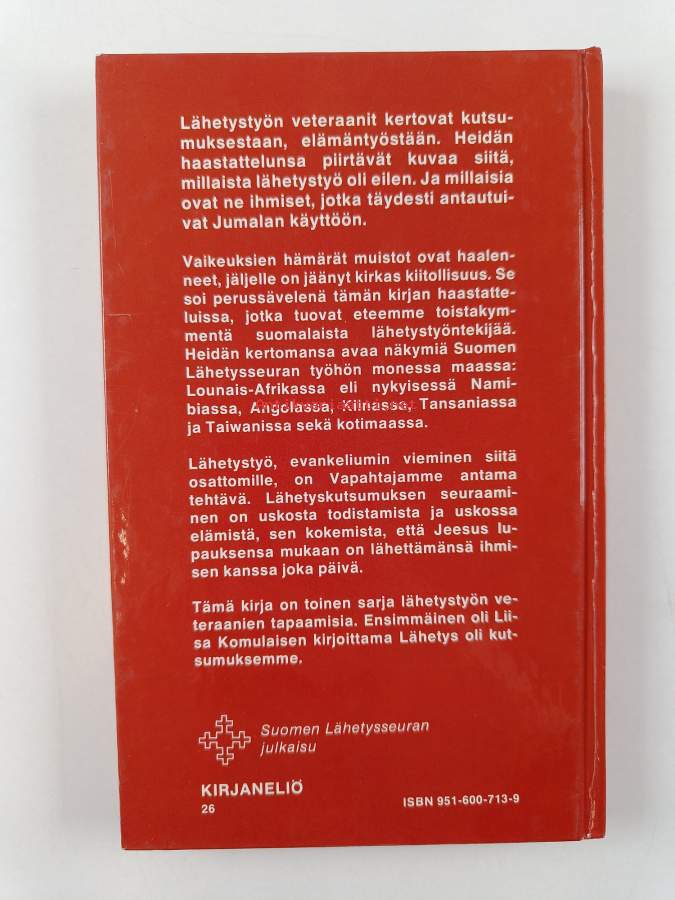 Lähetystyön veteraanit kertovat kutsu-
muksestaan, elämäntyöstään. Heidän
haastattelunsa piirtävät kuvaa siitä,
millaista lähetystyö oli eilen. Ja millaisia
ovat ne ihmiset, jotka täydesti antautui-
vat Jumalan käyttöön.
Vaikeuksien hämärät muistot ovat haalen-
neet, jäljelle on jäänyt kirkas kiitollisuus. Se
soi perussävelenä tämän kirjan haastatte-
luissa, jotka tuovat eteemme toistakym-
mentä suomalaista lähetystyöntekijää.
Heidän kertomansa avaa näkymiä Suomen
Lähetysseuran työhön monessa maassa:
Lounais-Afrikassa eli nykyisessä Nami-
biassa, Angolassa, Kiinassa, Tansaniassa
ja Taiwanissa sekä kotimaassa.
Lähetystyö, evankeliumin vieminen siitä
osattomille, on Vapahtajamme antama
tehtävä. Lähetyskutsumuksen seuraami-
nen on uskosta todistamista ja uskossa
elämistä, sen kokemista, että Jeesus lu-
pauksensa mukaan on lähettämänsä ihmi-
sen kanssa joka päivä.
Tämä kirja on toinen sarja lähetystyön ve-
teraanien tapaamisia. Ensimmäinen oli Lii-
sa Komulaisen kirjoittama Lähetys oli kut-
sumuksemme.
Suomen Lähetysseuran
julkaisu
KIRJANELIÖ
26
ISBN 951-600-713-9